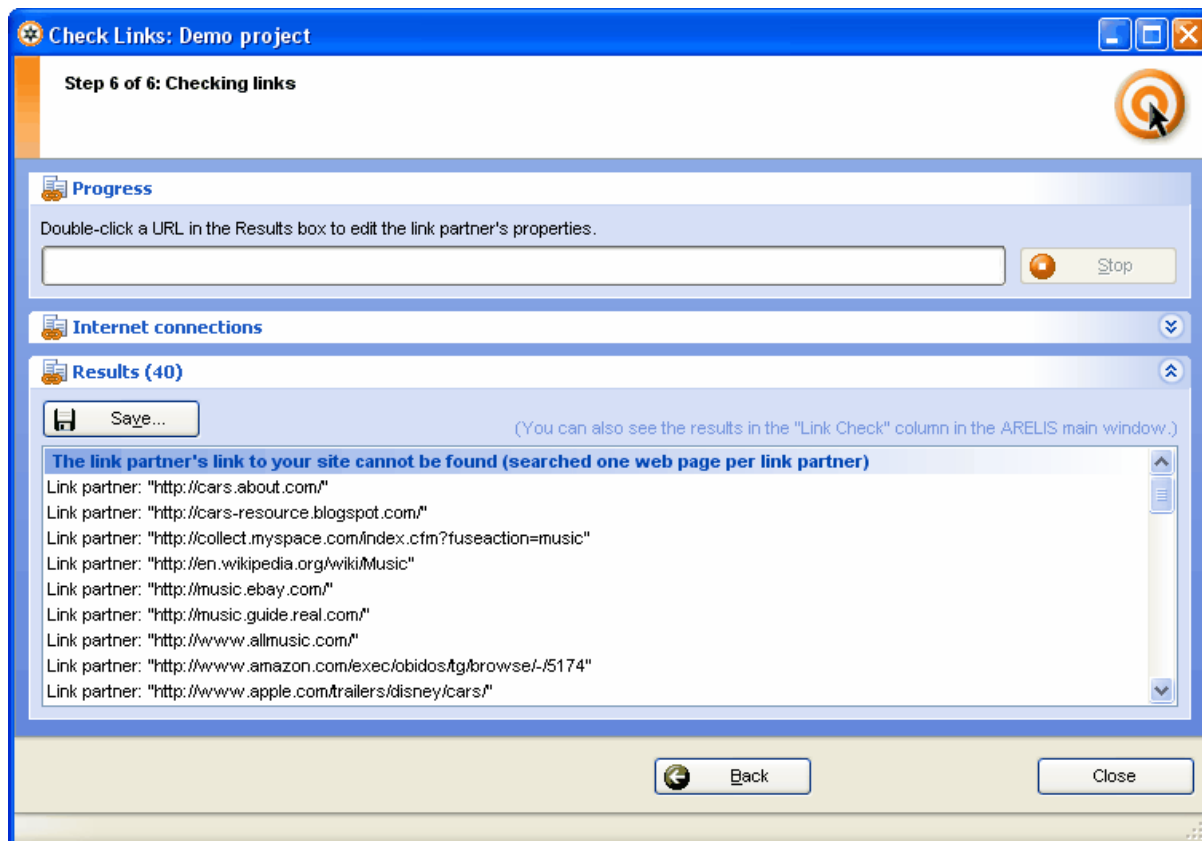 Check Links: Demo project
Step 6 of 6: Checking links
Progress
Double-click a URL in the Results box to edit the link partner's properties.
Stop
Internet connections
Results (40)
Save...
(You can also see the results in the "Link Check" column in the ARELIS main window.)
The link partner's link to your site cannot be found (searched one web page per link partner)
Link partner: "http://cars.about.com/"
Link partner: "http://cars-resource.blogspot.com/"
Link partner: "http://collect.myspace.com/index.cfm?fuseaction=music"
Link partner: "http://en.wikipedia.org/wiki/Music"
Link partner: "http://music.ebay.com/"
Link partner: "http://music.guide.real.com/"
Link partner: "http://www.allmusic.com/"
Link partner: "http://www.amazon.com/exec/obidos/tg/browse/-/5174"
Link partner: "http://www.apple.com/trailers/disney/cars/"
Back
Close